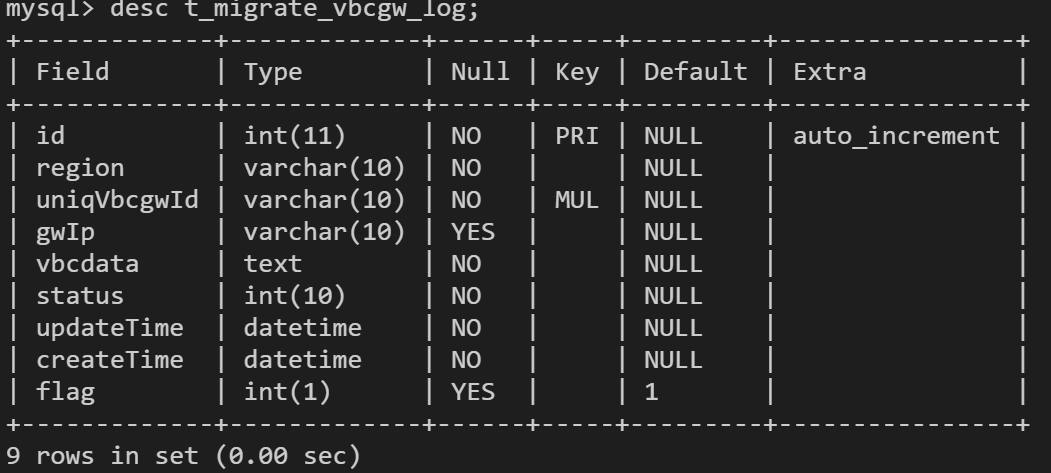 mysql> desc t_migrate_vbcgw_log;
+-------------+-------------+------+-----+---------+----------------+
| Field       | Type        | Null | Key | Default | Extra          |
+-------------+-------------+------+-----+---------+----------------+
| id          | int(11)     | NO   | PRI | NULL    | auto_increment |
| region      | varchar(10) | NO   |     | NULL    |                |
| uniqVbcgwId | varchar(10) | NO   | MUL | NULL    |                |
| gwIp        | varchar(10) | YES  |     | NULL    |                |
| vbcdata     | text        | NO   |     | NULL    |                |
| status      | int(10)     | NO   |     | NULL    |                |
| updateTime  | datetime    | NO   |     | NULL    |                |
| createTime  | datetime    | NO   |     | NULL    |                |
| flag        | int(1)      | YES  |     | 1       |                |
+-------------+-------------+------+-----+---------+----------------+
9 rows in set (0.00 sec)